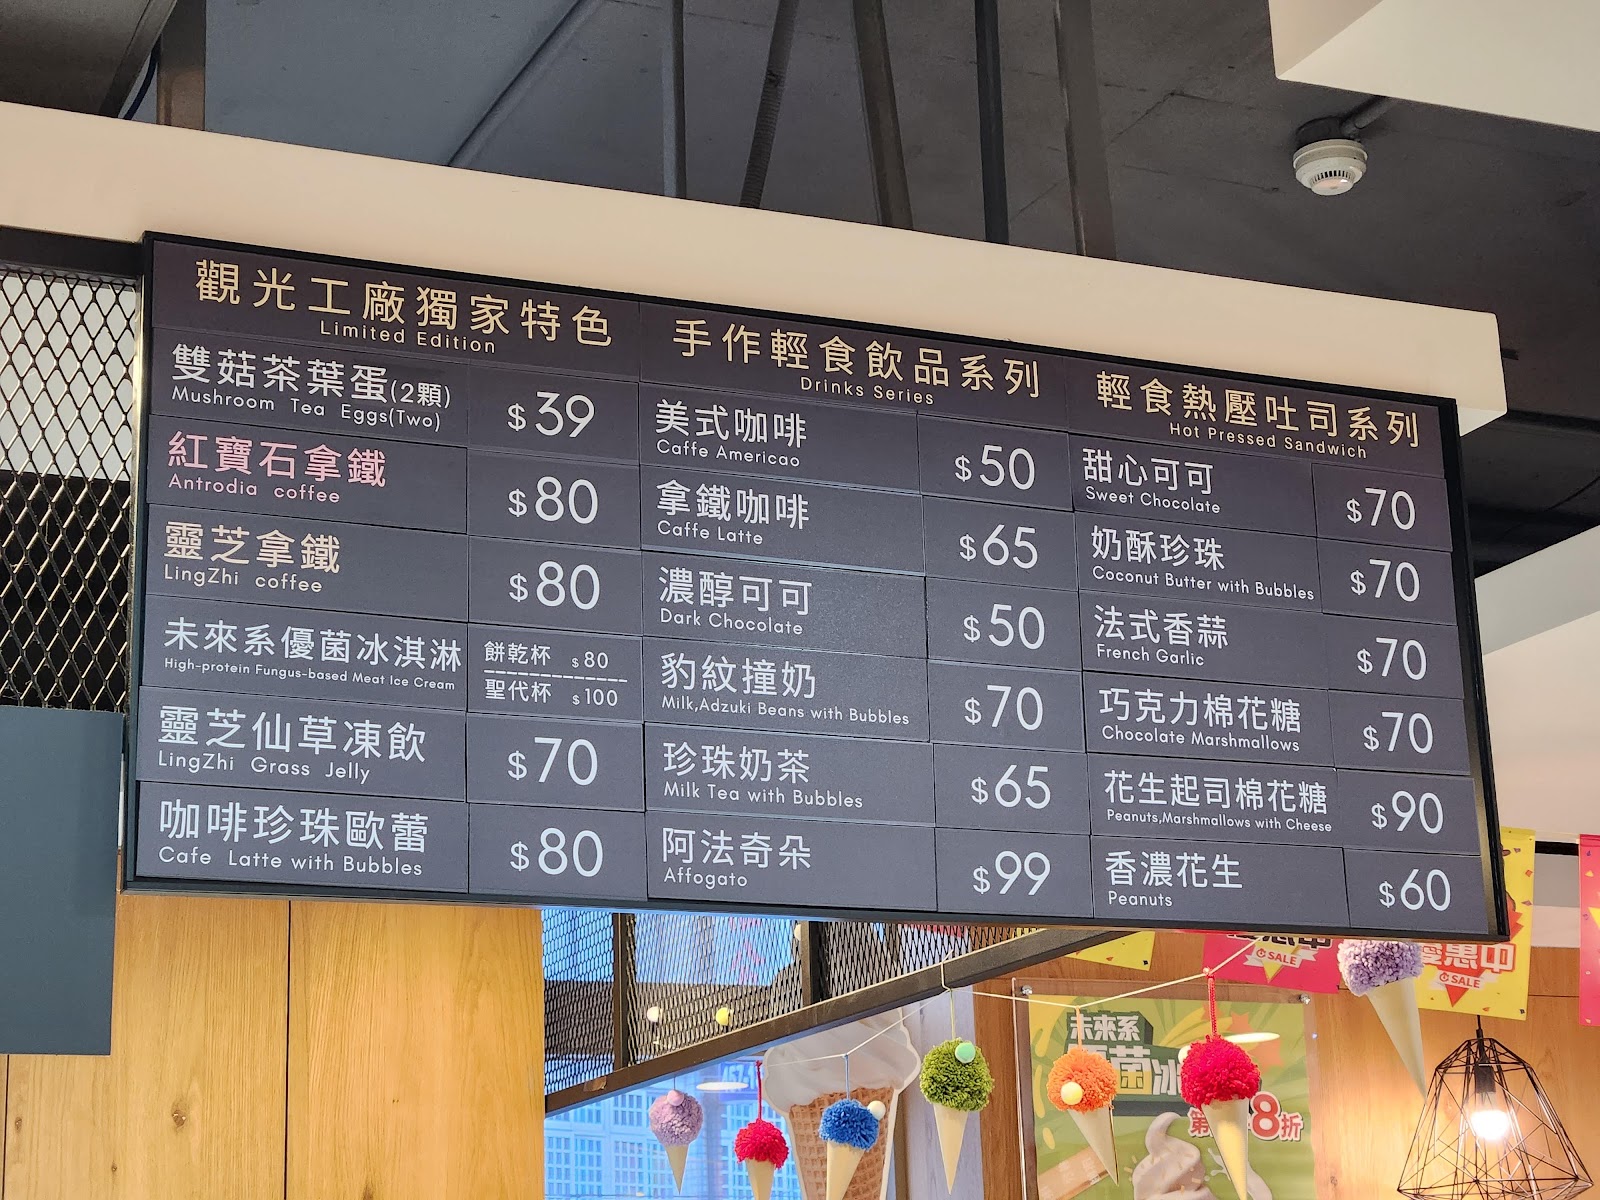 觀光工廠獨家特色
Limited Edition
雙菇茶葉蛋(2顆)
Mushroom Tea Eggs(Two)
$39
紅寶石拿鐵
Antrodia coffee
$80
靈芝拿鐵
LingZhi coffee
$80
未來系優菌冰淇淋
High-protein Fungus-based Meat Ice Cream
餅乾杯 $80
聖代杯 $100
靈芝仙草凍飲
LingZhi Grass Jelly
$70
咖啡珍珠歐蕾
Cafe Latte with Bubbles
$80
手作輕食飲品系列
Drinks Series
美式咖啡
Caffe Americao
$50
拿鐵咖啡
Caffe Latte
$65
濃醇可可
Dark Chocolate
$50
豹紋撞奶
Milk,Adzuki Beans with Bubbles
$70
珍珠奶茶
Milk Tea with Bubbles
$65
阿法奇朵
Affogato
$99
輕食熱壓吐司系列
Hot Pressed Sandwich
甜心可可
Sweet Chocolate
$70
奶酥珍珠
Coconut Butter with Bubbles
$70
法式香蒜
French Garlic
$70
巧克力棉花糖
Chocolate Marshmallows
$70
花生起司棉花糖
Peanuts,Marshmallows with Cheese
$90
香濃花生
Peanuts
$60
優惠中
SALE
優惠中
SALE
未來系
菌冰
第
8折